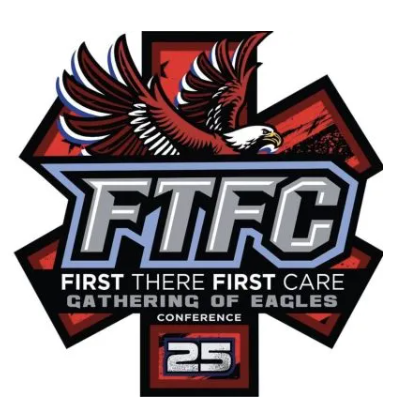 FTFC
FIRST THERE FIRST CARE
GATHERING OF EAGLES
CONFERENCE
25